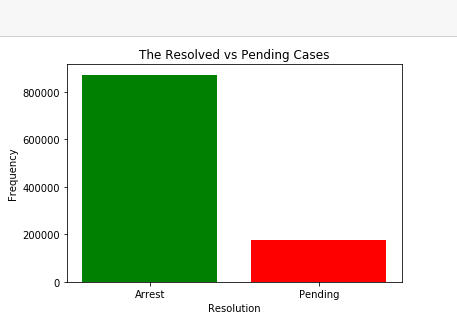 The Resolved vs Pending Cases
800000
600000
400000
200000
0
Frequency
Arrest Pending
Resolution